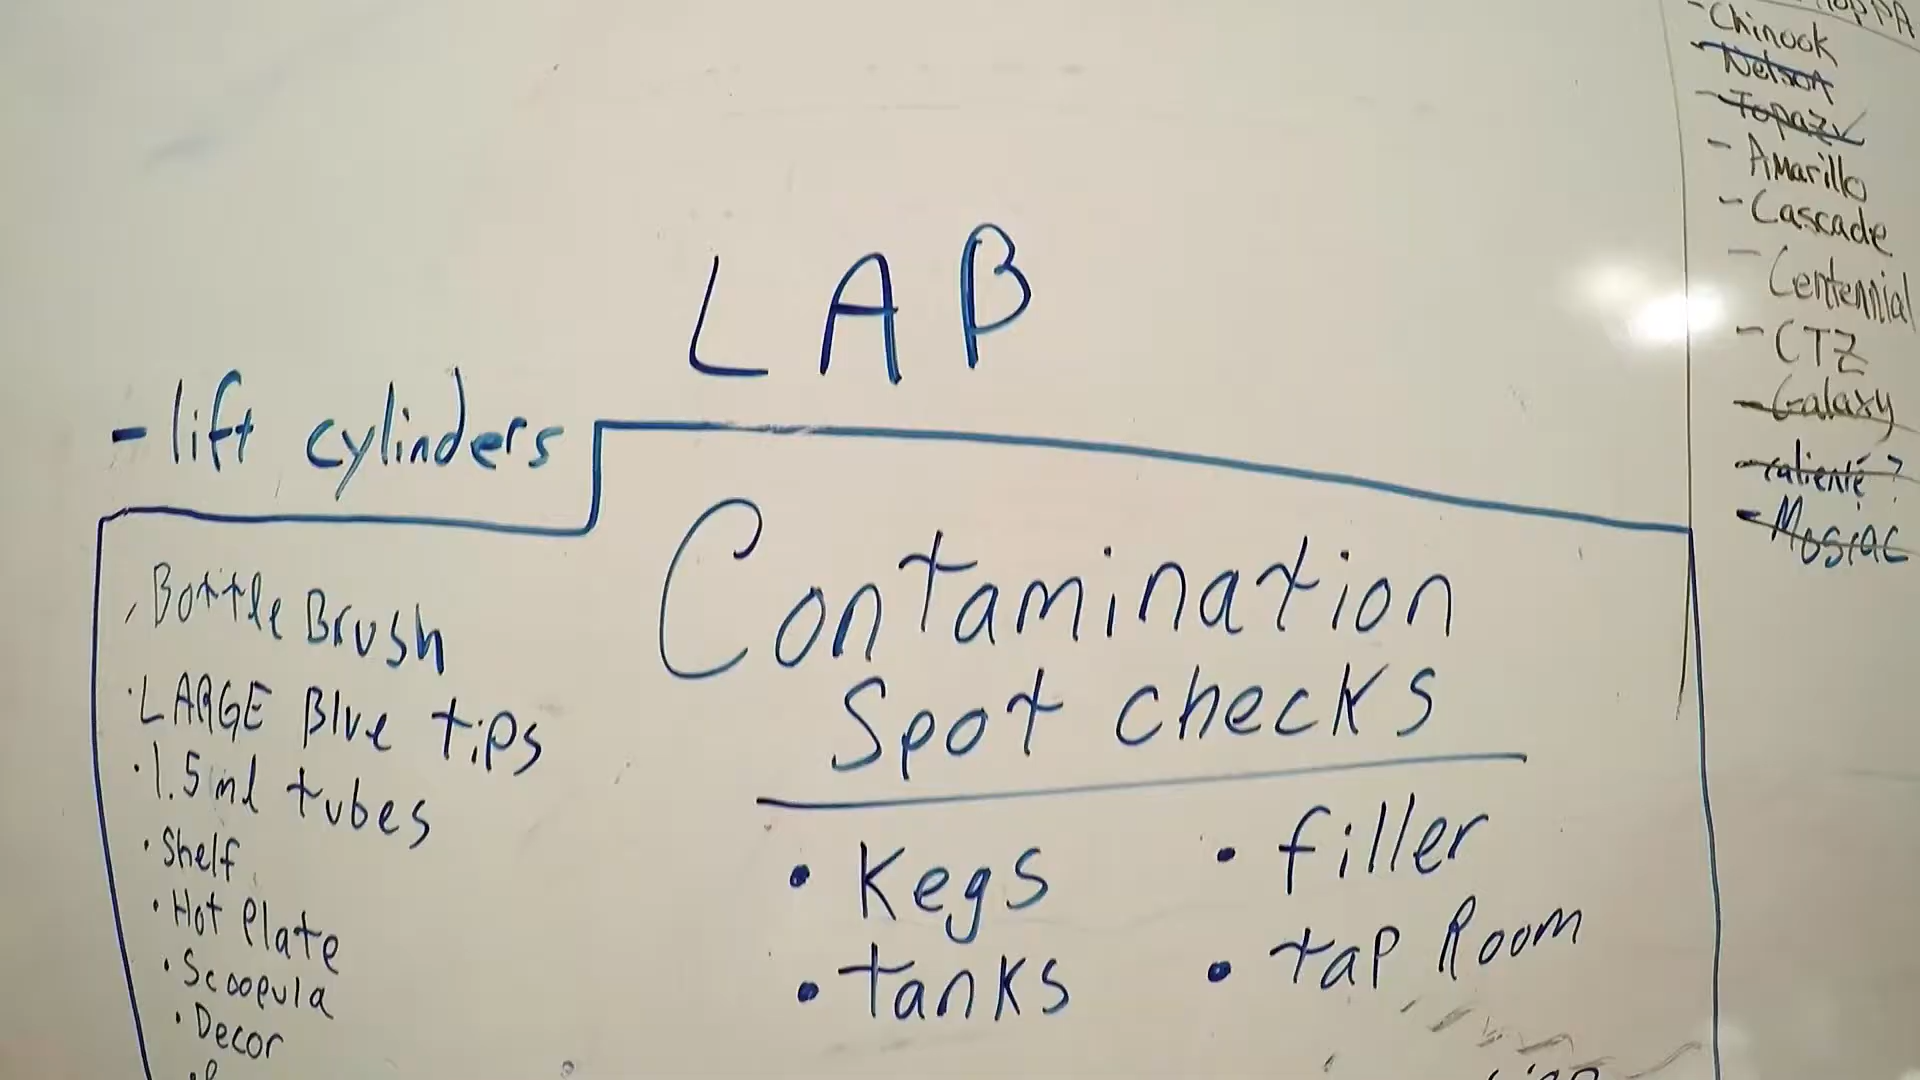 LAB
- lift cylinders
Bottle Brush
· LARGE Blue tips
· 1.5ml tubes
· Shelf
· Hot Plate
· Scoopula
· Decor
Contamination
Spot checks
• Kegs
• tanks
• filler
• tap Room
- Chinook
- Nelson
- Topaz
- Amarillo
- Cascade
- Centennial
- CTZ
- Galaxy
- caliente?
- Mosiac